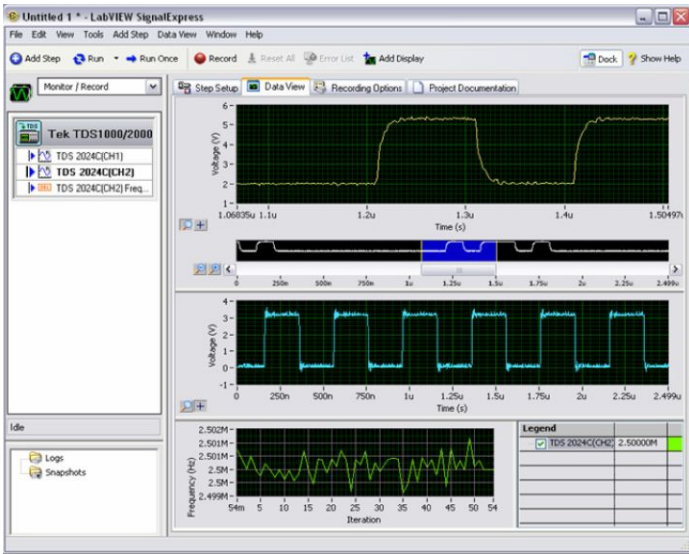 Untitled 1 * - LabVIEW SignalExpress
File Edit View Tools Add Step Data View Window Help
Add Step Run Run Once Record Reset All Error List Add Display Dock Show Help
Monitor / Record
Step Setup Data View Recording Options Project Documentation
Tek TDS1000/2000
TDS 2024C(CH1)
TDS 2024C(CH2)
TDS 2024C(CH2) Freq...
Voltage (V)
6
5
4
3
2
1
1.06835u 1.1u 1.2u 1.3u 1.4u 1.50497u
Time (s)
0 250n 500n 750n 1u 1.25u 1.5u 1.75u 2u 2.25u 2.499u
Voltage (V)
4
3
2
1
0
-1
0 250n 500n 750n 1u 1.25u 1.5u 1.75u 2u 2.25u 2.499u
Time (s)
Idle
Logs
Snapshots
Frequency (Hz)
2.502M
2.501M
2.501M
2.5M
2.5M
2.499M
54m 5 10 15 20 25 30 35 40 45 50 54
Iteration
Legend
TDS 2024C(CH2) 2.50000M